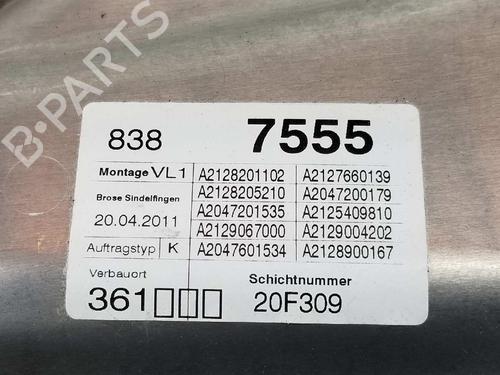 B-PARTS
838 7555
Montage VL1 A2128201102 A2127660139
Brose Sindelfingen A2128205210 A2047200179
20.04.2011 A2047201535 A2125409810
A2129067000 A2129004202
Auftragstyp K A2047601534 A2128900167
Verbauort Schichtnummer
361□□□ 20F309